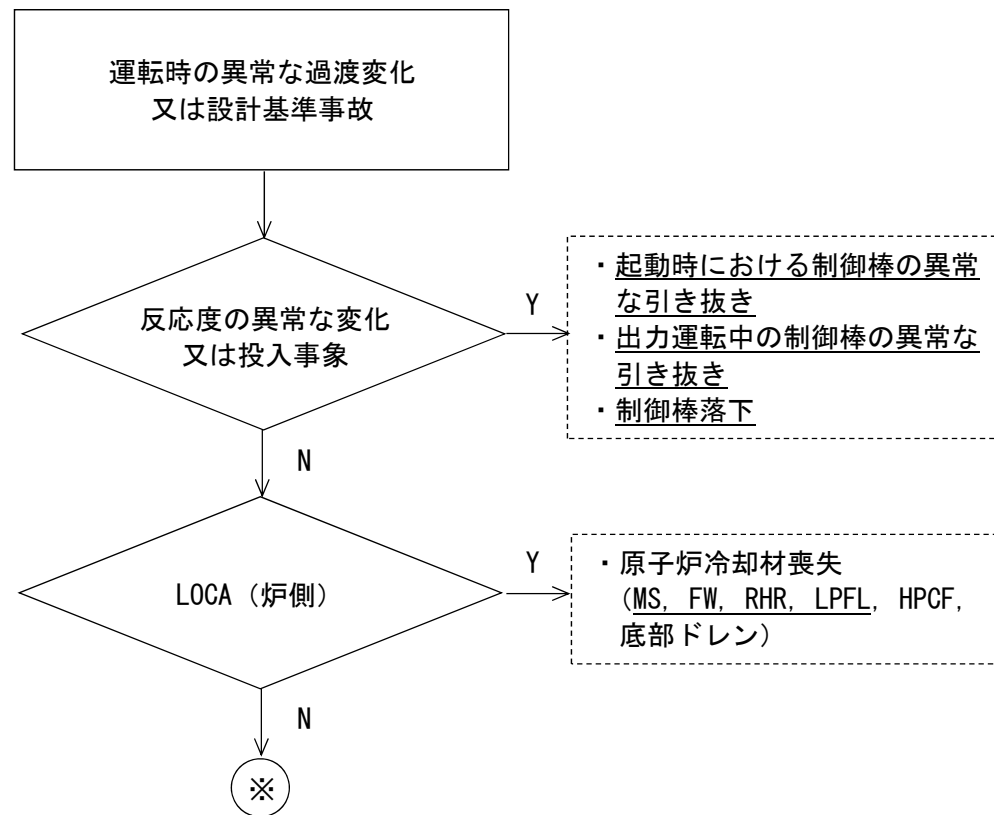 運転時の異常な過渡変化
又は設計基準事故
反応度の異常な変化
又は投入事象
Y
・起動時における制御棒の異常
な引き抜き
・出力運転中の制御棒の異常な
引き抜き
・制御棒落下
N
LOCA（炉側）
Y
・原子炉冷却材喪失
（MS, FW, RHR, LPFL, HPCF,
底部ドレン）
N
※